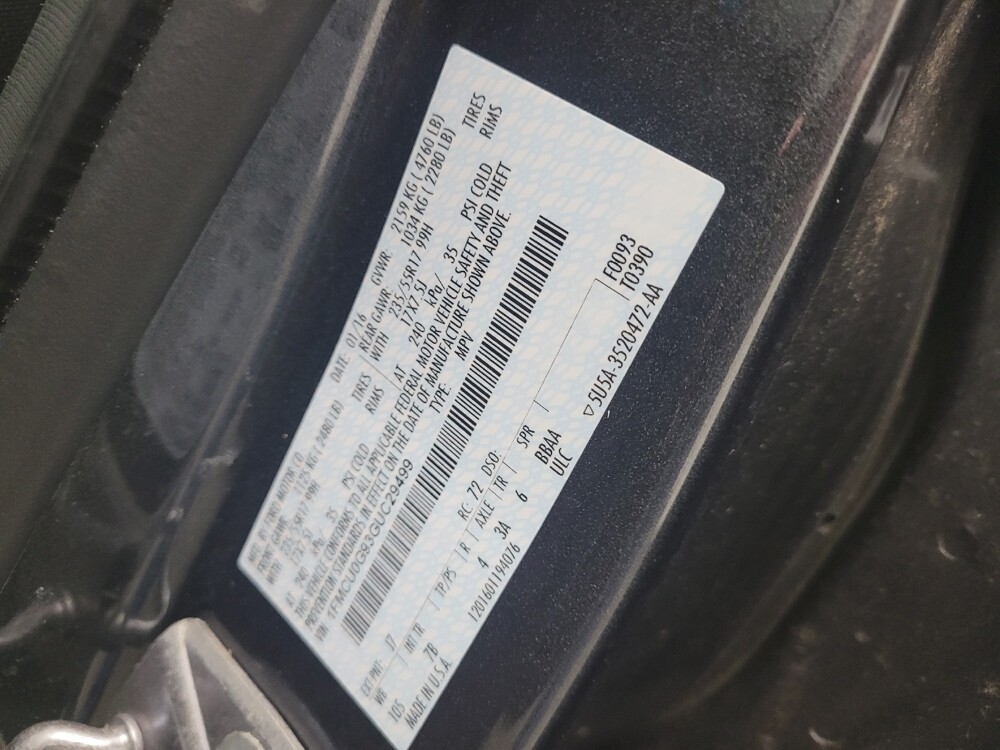 MFD. BY FORD MOTOR CO.
DATE: 01/16 GVWR: 2159 KG ( 4760 LB)
FRONT GAWR: 1125 KG ( 2480 LB) REAR GAWR: 1034 KG ( 2280 LB)
WITH 235/55R17 99H TIRES WITH 235/55R17 99H TIRES
17X7.5J RIMS 17X7.5J RIMS
AT 240 kPa/ 35 PSI COLD AT 240 kPa/ 35 PSI COLD
THIS VEHICLE CONFORMS TO ALL APPLICABLE FEDERAL MOTOR VEHICLE SAFETY AND THEFT
PREVENTION STANDARDS IN EFFECT ON THE DATE OF MANUFACTURE SHOWN ABOVE.
VIN: 1FMCU0G93GUC29499 TYPE: MPV
EXT PNT: J7 RC: 72 DSO:
WB INT TR TP/PS R AXLE TR SPR F0093
105 7B 4 3A 6 BBAA T0390
MADE IN U.S.A. 1201601194076 ULC ▽5U5A-3520472-AA